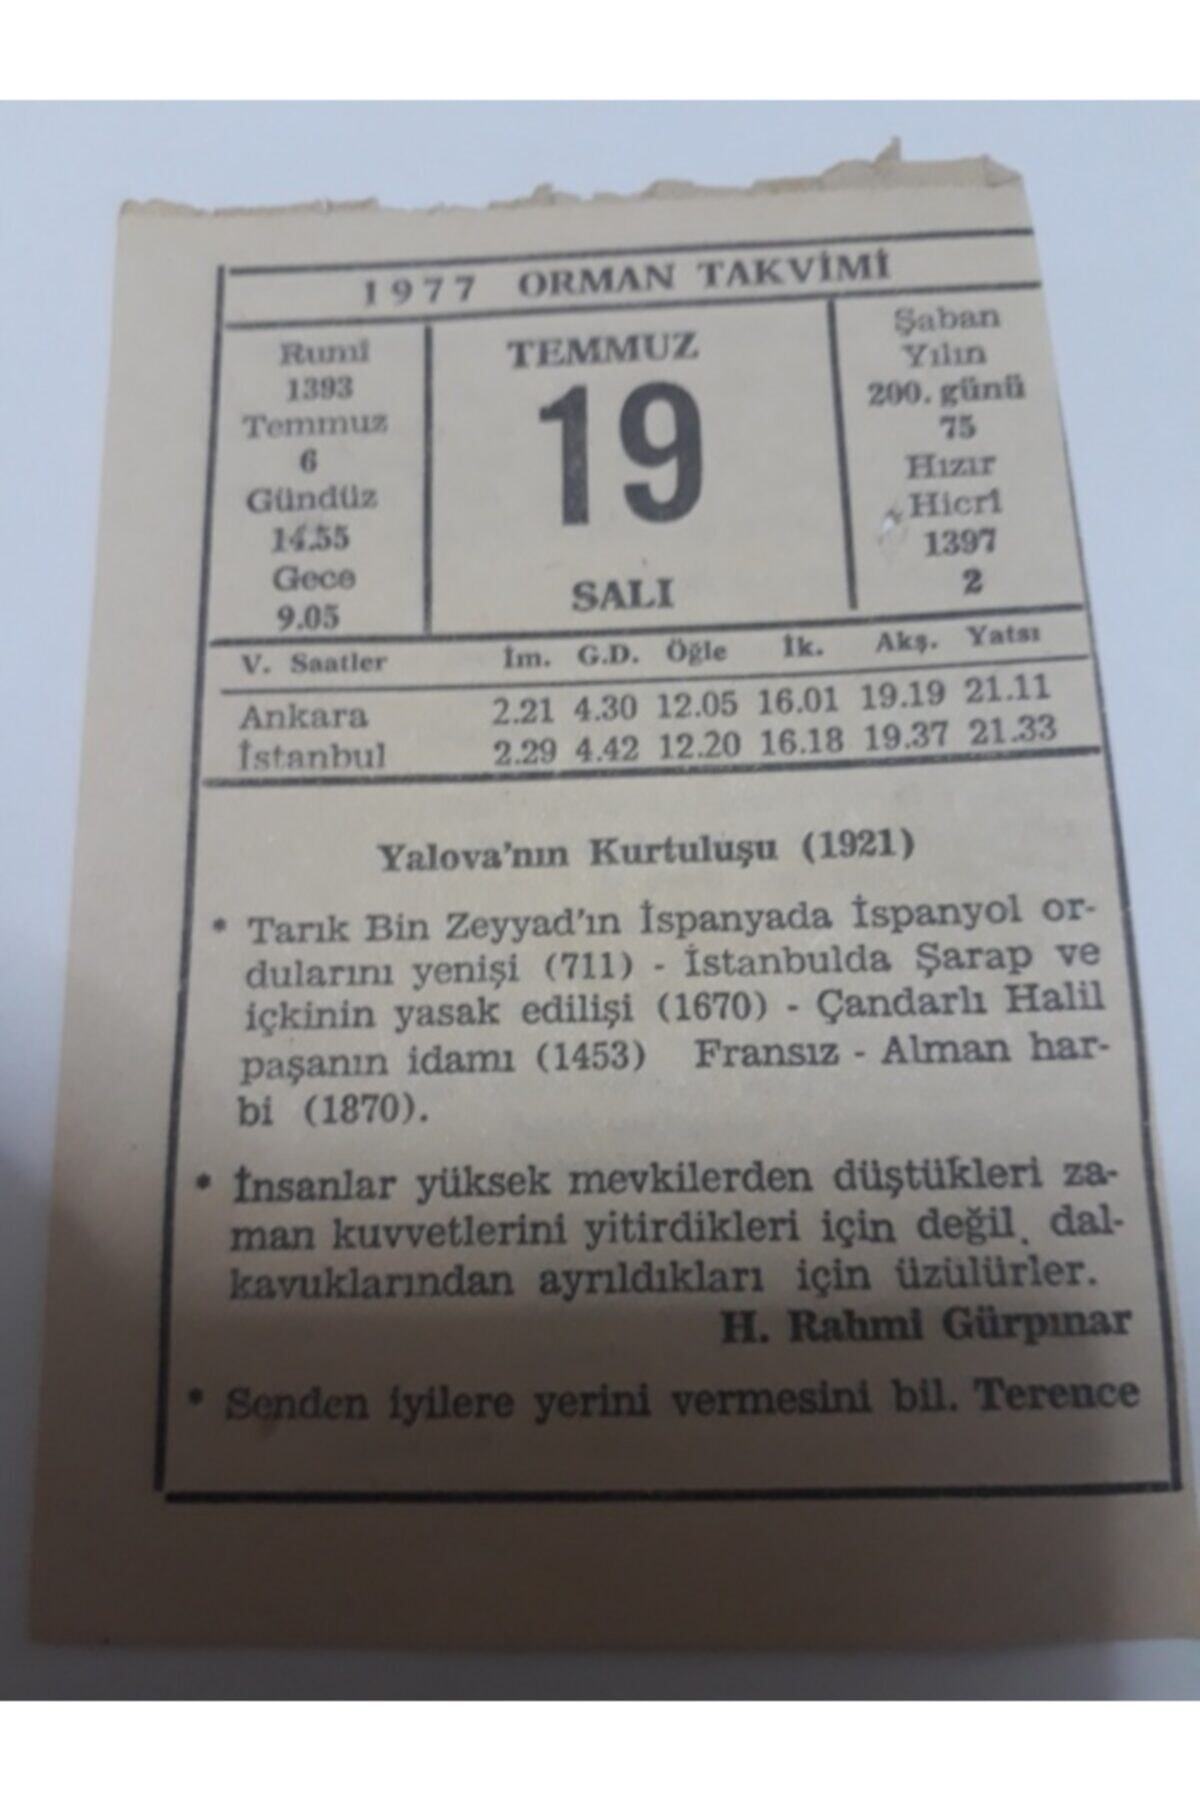 1977 ORMAN TAKVİMİ
Rumî
1393
Temmuz
6
Gündüz
14.55
Gece
9.05
TEMMUZ
19
SALI
Şaban
Yılın
200. günü
75
Hızır
Hicrî
1397
2
V. Saatler İm. G.D. Öğle İk. Akş. Yatsı
Ankara 2.21 4.30 12.05 16.01 19.19 21.11
İstanbul 2.29 4.42 12.20 16.18 19.37 21.33
Yalova'nın Kurtuluşu (1921)
* Tarık Bin Zeyyad'ın İspanyada İspanyol or-
dularını yenişi (711) - İstanbulda Şarap ve
içkinin yasak edilişi (1670) - Çandarlı Halil
paşanın idamı (1453) Fransız - Alman har-
bi (1870).
* İnsanlar yüksek mevkilerden düştükleri za-
man kuvvetlerini yitirdikleri için değil, dal-
kavuklarından ayrıldıkları için üzülürler.
H. Rahmi Gürpınar
* Senden iyilere yerini vermesini bil. Terence